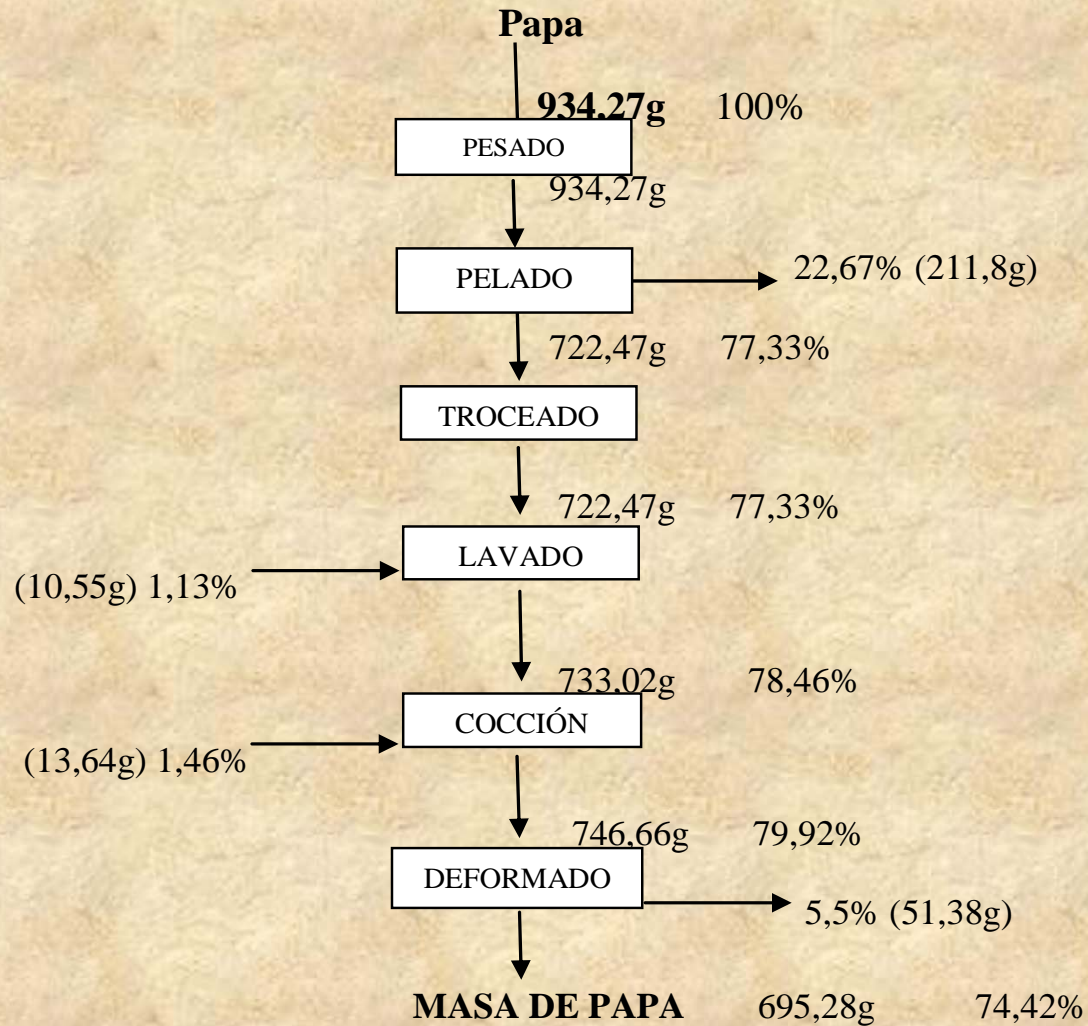 Papa
934,27g 100%
PESADO
934,27g
PELADO
22,67% (211,8g)
722,47g 77,33%
TROCEADO
722,47g 77,33%
LAVADO
(10,55g) 1,13%
733,02g 78,46%
COCCIÓN
(13,64g) 1,46%
746,66g 79,92%
DEFORMADO
5,5% (51,38g)
MASA DE PAPA 695,28g 74,42%